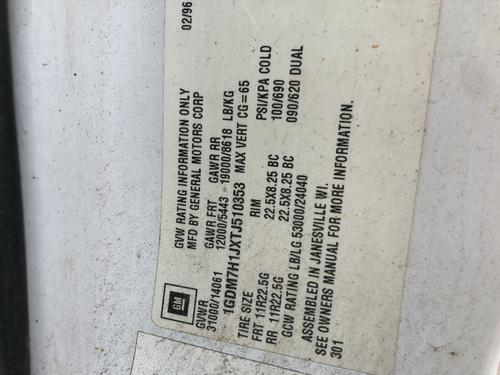 02/96
GVW RATING INFORMATION ONLY
MFD BY GENERAL MOTORS CORP
GM
GVWR GAWR FRT GAWR RR
31000/14061 12000/5443 19000/8618 LB/KG
1GDM7H1JXTJ510353 MAX VERT CG=65
TIRE SIZE RIM PSI/KPA COLD
FRT 11R22.5G 22.5X8.25 BC 100/690
RR 11R22.5G 22.5X8.25 BC 090/620 DUAL
GCW RATING LB/LG 53000/24040
ASSEMBLED IN JANESVILLE WI.
SEE OWNERS MANUAL FOR MORE INFORMATION.
301